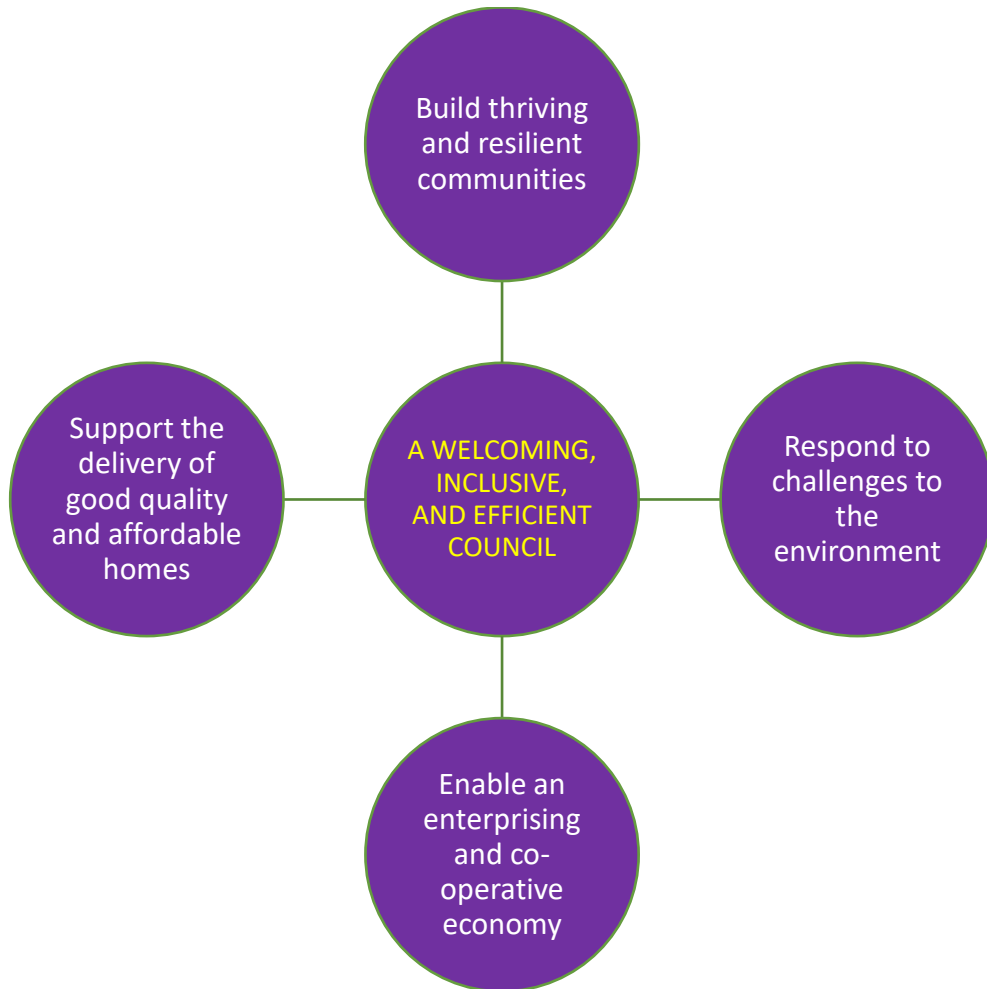 Build thriving
and resilient
communities
Support the
delivery of
good quality
and affordable
homes
A WELCOMING,
INCLUSIVE,
AND EFFICIENT
COUNCIL
Respond to
challenges to
the
environment
Enable an
enterprising
and co-
operative
economy